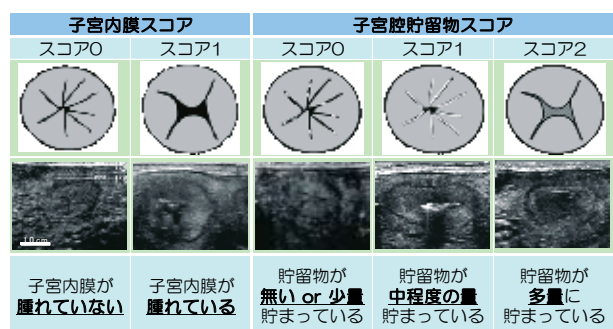 子宮内膜スコア 子宮腔貯留物スコア
スコア0 スコア1 スコア0 スコア1 スコア2
1.0cm
子宮内膜が
腫れていない
子宮内膜が
腫れている
貯留物が
無い or 少量
貯まっている
貯留物が
中程度の量
貯まっている
貯留物が
多量に
貯まっている